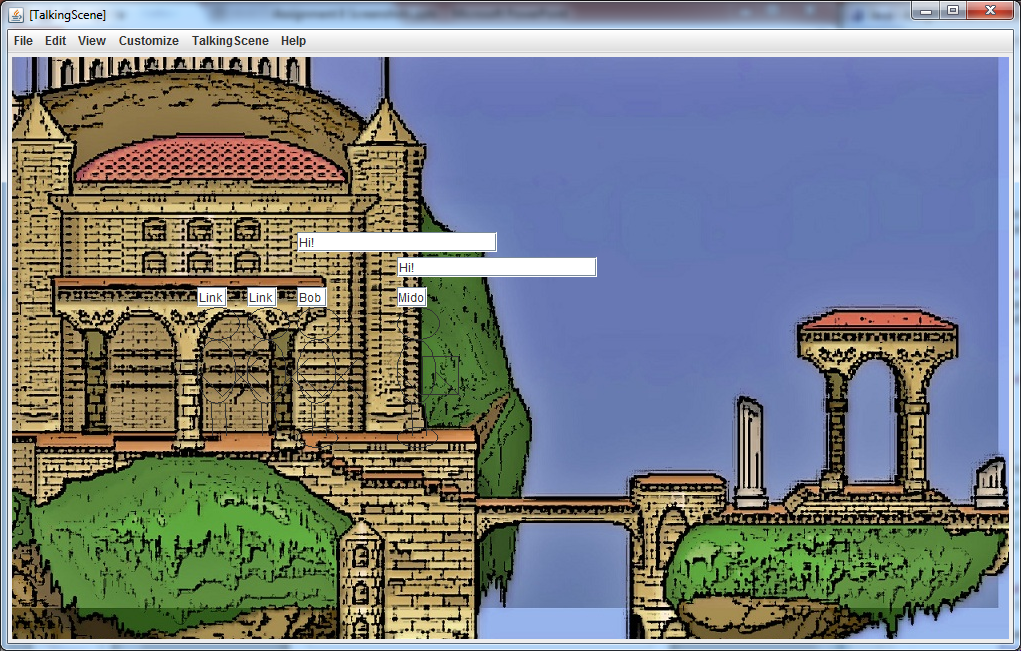 [TalkingScene]
File Edit View Customize TalkingScene Help
Hi!
Hi!
Link Link Bob Mido